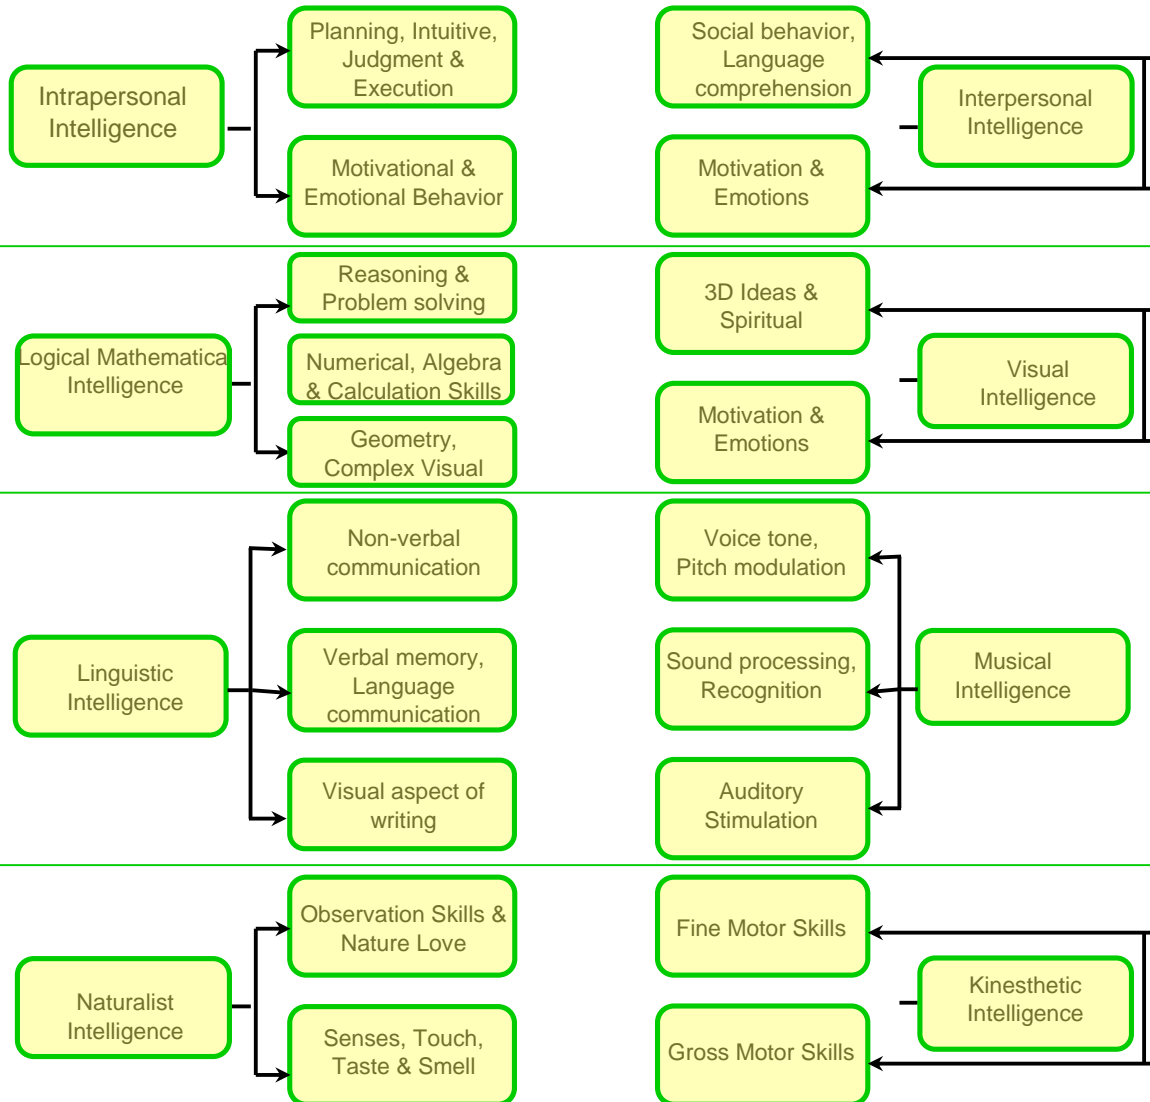 Intrapersonal
Intelligence
Planning, Intuitive,
Judgment &
Execution
Motivational &
Emotional Behavior
Social behavior,
Language
comprehension
Motivation &
Emotions
Interpersonal
Intelligence
Logical Mathematica
Intelligence
Reasoning &
Problem solving
Numerical, Algebra
& Calculation Skills
Geometry,
Complex Visual
3D Ideas &
Spiritual
Motivation &
Emotions
Visual
Intelligence
Linguistic
Intelligence
Non-verbal
communication
Verbal memory,
Language
communication
Visual aspect of
writing
Voice tone,
Pitch modulation
Sound processing,
Recognition
Auditory
Stimulation
Musical
Intelligence
Naturalist
Intelligence
Observation Skills &
Nature Love
Senses, Touch,
Taste & Smell
Fine Motor Skills
Gross Motor Skills
Kinesthetic
Intelligence